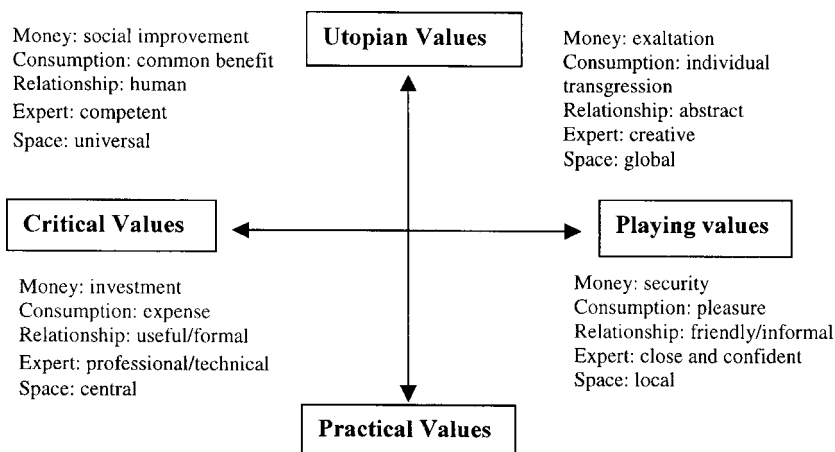 Utopian Values
Money: social improvement
Consumption: common benefit
Relationship: human
Expert: competent
Space: universal
Money: exaltation
Consumption: individual
transgression
Relationship: abstract
Expert: creative
Space: global
Critical Values
Playing values
Money: investment
Consumption: expense
Relationship: useful/formal
Expert: professional/technical
Space: central
Money: security
Consumption: pleasure
Relationship: friendly/informal
Expert: close and confident
Space: local
Practical Values